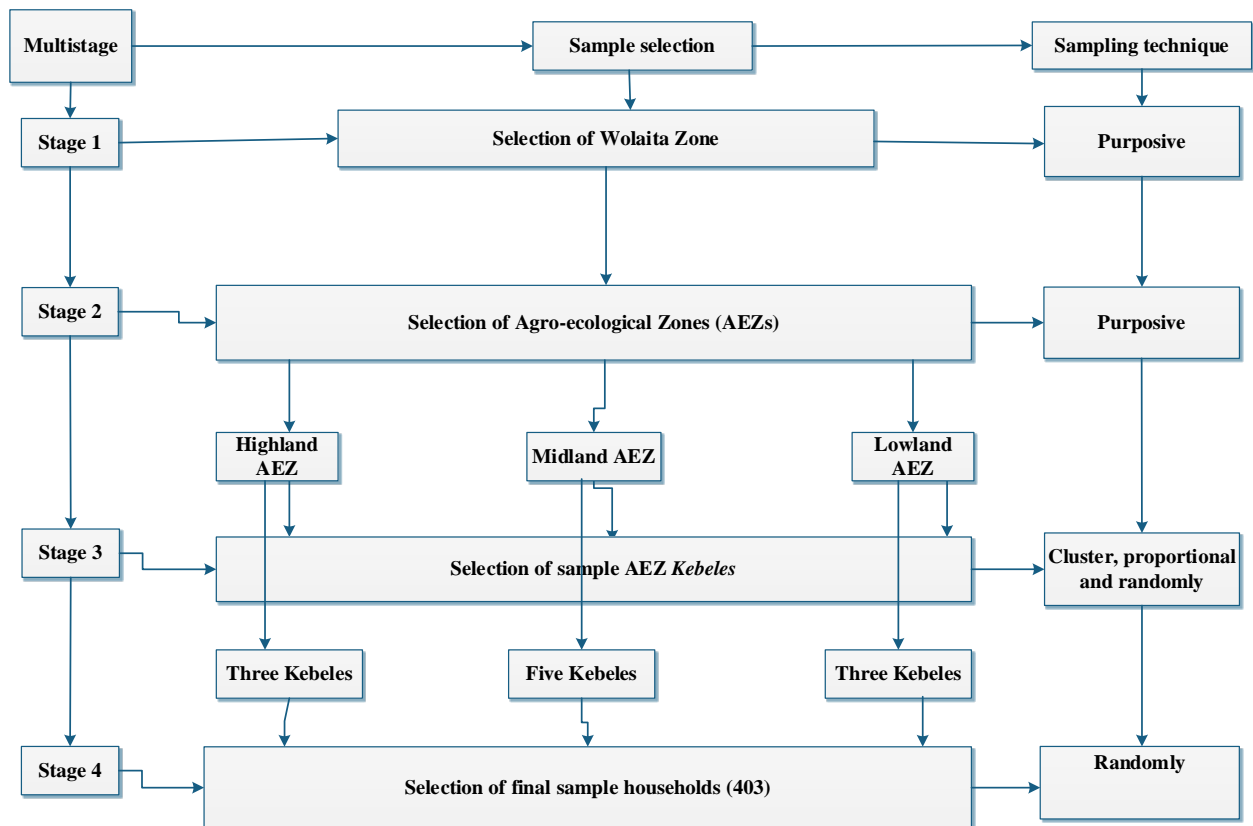 Multistage
Sample selection
Sampling technique
Stage 1
Selection of Wolaita Zone
Purposive
Stage 2
Selection of Agro-ecological Zones (AEZs)
Purposive
Highland
AEZ
Midland AEZ
Lowland
AEZ
Stage 3
Selection of sample AEZ Kebeles
Cluster, proportional
and randomly
Three Kebeles
Five Kebeles
Three Kebeles
Stage 4
Selection of final sample households (403)
Randomly